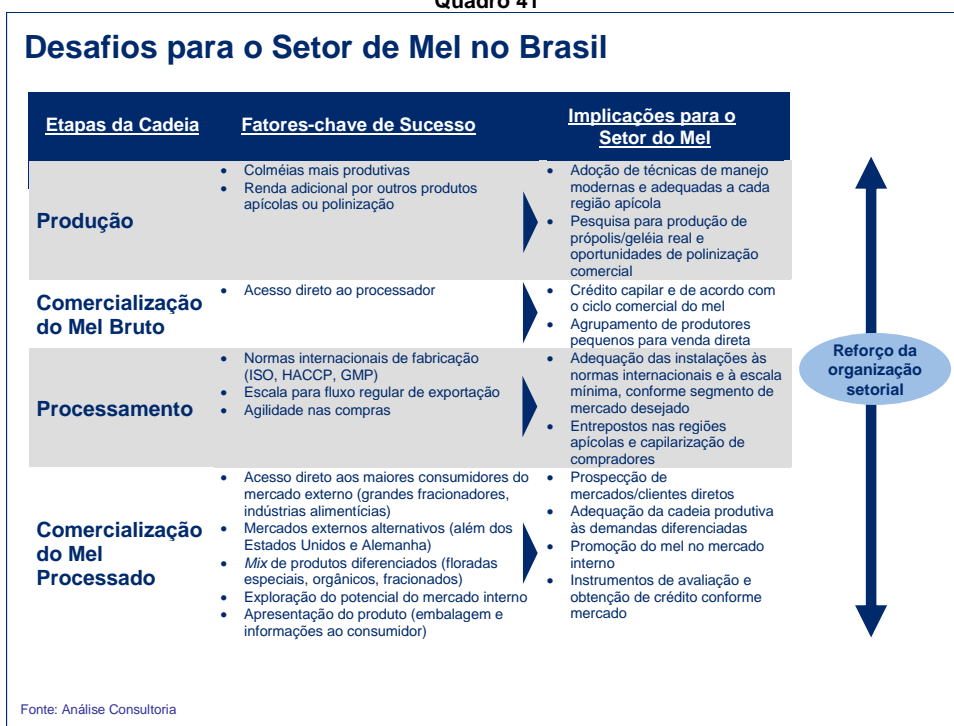 Quadro 41
Desafios para o Setor de Mel no Brasil
Etapas da Cadeia
Fatores-chave de Sucesso
Implicações para o
Setor do Mel
Produção
• Colméias mais produtivas
• Renda adicional por outros produtos
apícolas ou polinização
• Adoção de técnicas de manejo
modernas e adequadas a cada
região apícola
• Pesquisa para produção de
própolis/geléia real e
oportunidades de polinização
comercial
Comercialização
do Mel Bruto
• Acesso direto ao processador
• Crédito capilar e de acordo com
o ciclo comercial do mel
• Agrupamento de produtores
pequenos para venda direta
Processamento
• Normas internacionais de fabricação
(ISO, HACCP, GMP)
• Escala para fluxo regular de exportação
• Agilidade nas compras
• Adequação das instalações às
normas internacionais e à escala
mínima, conforme segmento de
mercado desejado
• Entrepostos nas regiões
apícolas e capilarização de
compradores
Comercialização
do Mel
Processado
• Acesso direto aos maiores consumidores do
mercado externo (grandes fracionadores,
indústrias alimentícias)
• Mercados externos alternativos (além dos
Estados Unidos e Alemanha)
• Mix de produtos diferenciados (floradas
especiais, orgânicos, fracionados)
• Exploração do potencial do mercado interno
• Apresentação do produto (embalagem e
informações ao consumidor)
• Prospecção de
mercados/clientes diretos
• Adequação da cadeia produtiva
às demandas diferenciadas
• Promoção do mel no mercado
interno
• Instrumentos de avaliação e
obtenção de crédito conforme
mercado
Reforço da
organização
setorial
Fonte: Análise Consultoria